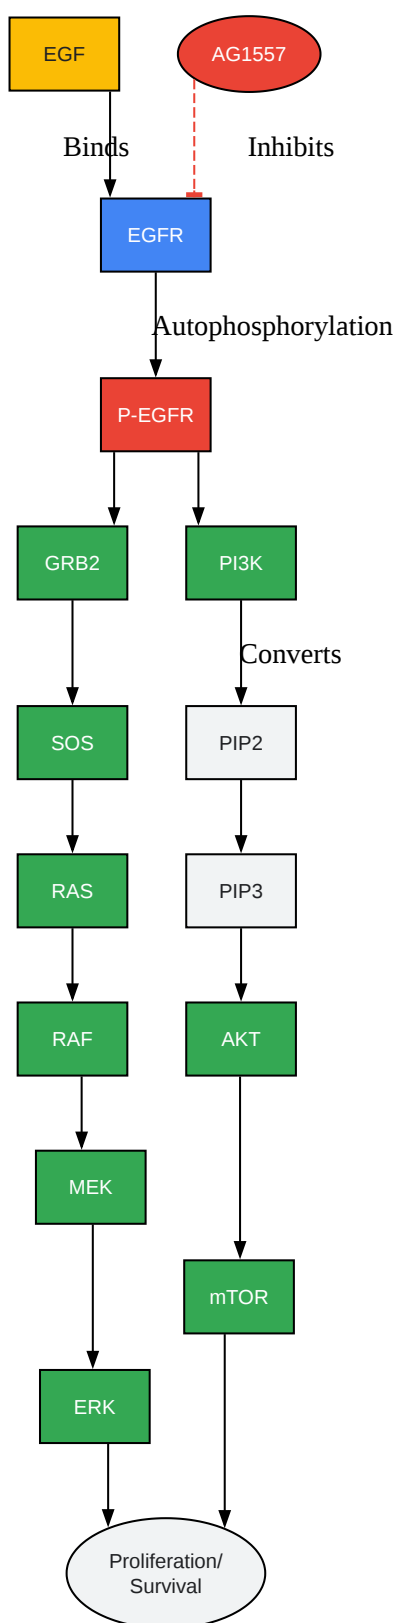 EGF
AG1557
Binds
Inhibits
EGFR
Autophosphorylation
P-EGFR
GRB2
PI3K
Converts
SOS
PIP2
RAS
PIP3
RAF
AKT
MEK
mTOR
ERK
Proliferation/
Survival